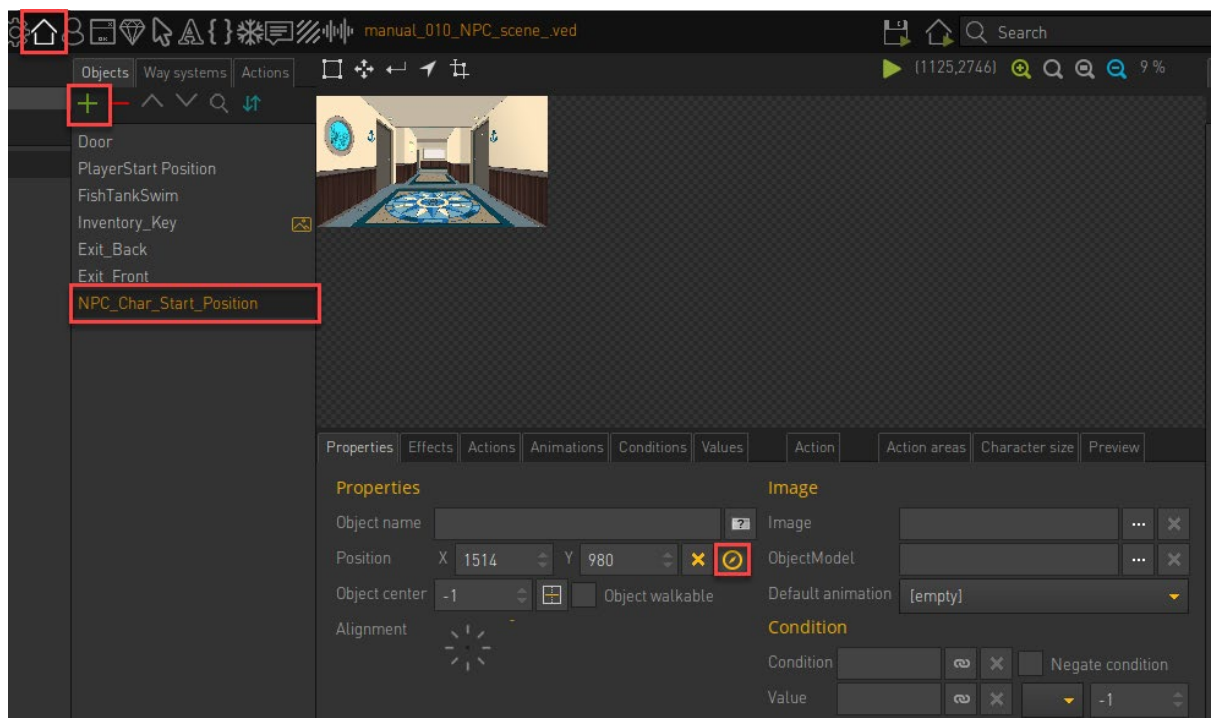 manual_010_NPC_scene_.ved
Search
Objects Way systems Actions
(1125,2746) 9 %
Door
PlayerStart Position
FishTankSwim
Inventory_Key
Exit_Back
Exit_Front
NPC_Char_Start_Position
Properties Effects Actions Animations Conditions Values Action Action areas Character size Preview
Properties
Image
Object name
Image ...
Position X 1514 Y 980
ObjectModel ...
Object center -1 Object walkable
Default animation [empty]
Alignment
Condition
Condition Negate condition
Value -1